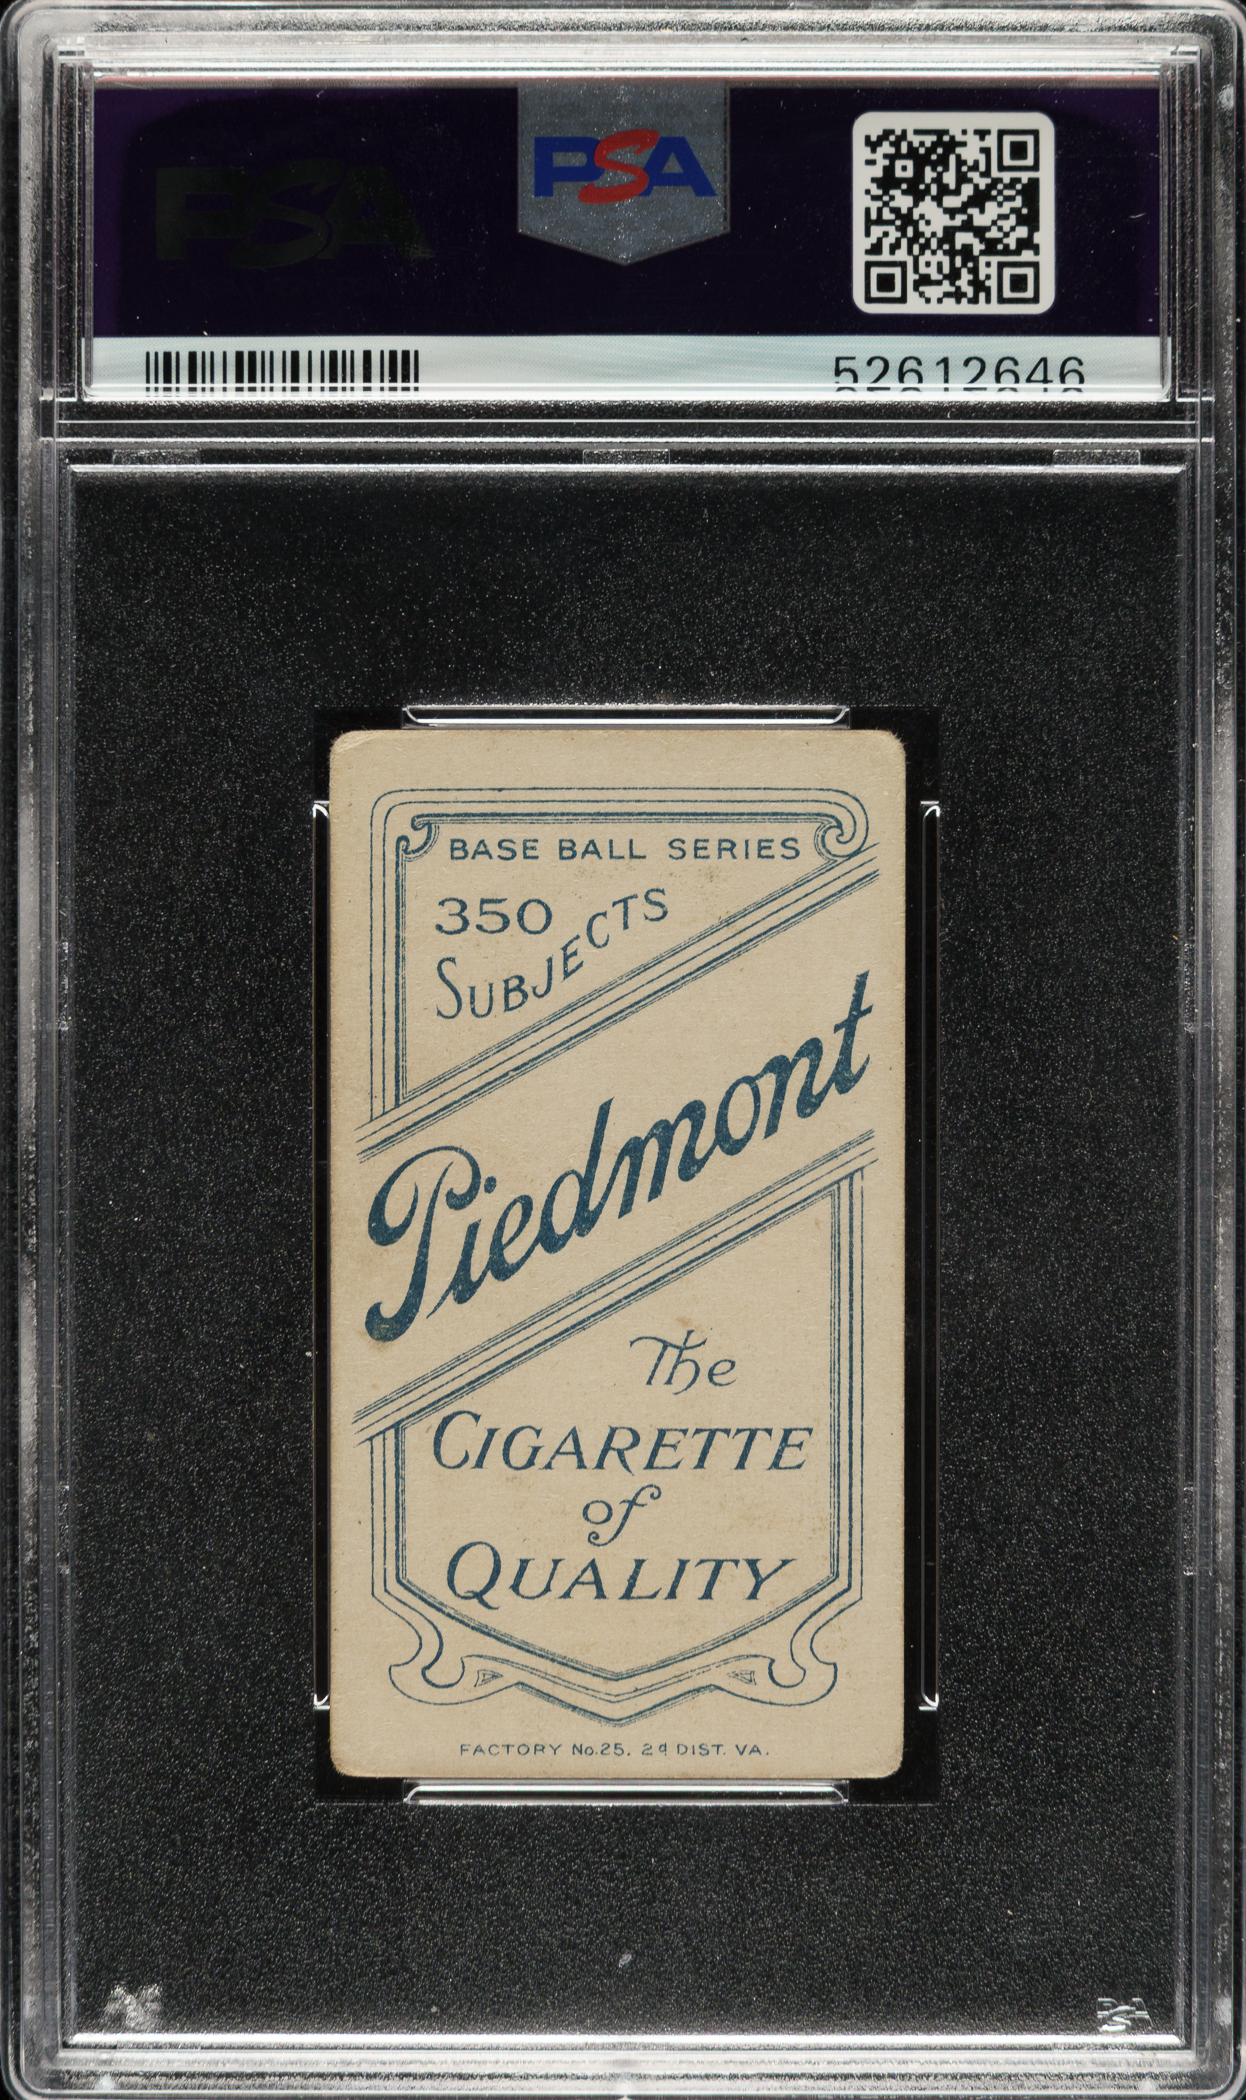 PSA
PSA
52612646
BASE BALL SERIES
350
SUBJECTS
Piedmont
The
CIGARETTE
of
QUALITY
FACTORY No. 25. 2d DIST. VA.
PSA